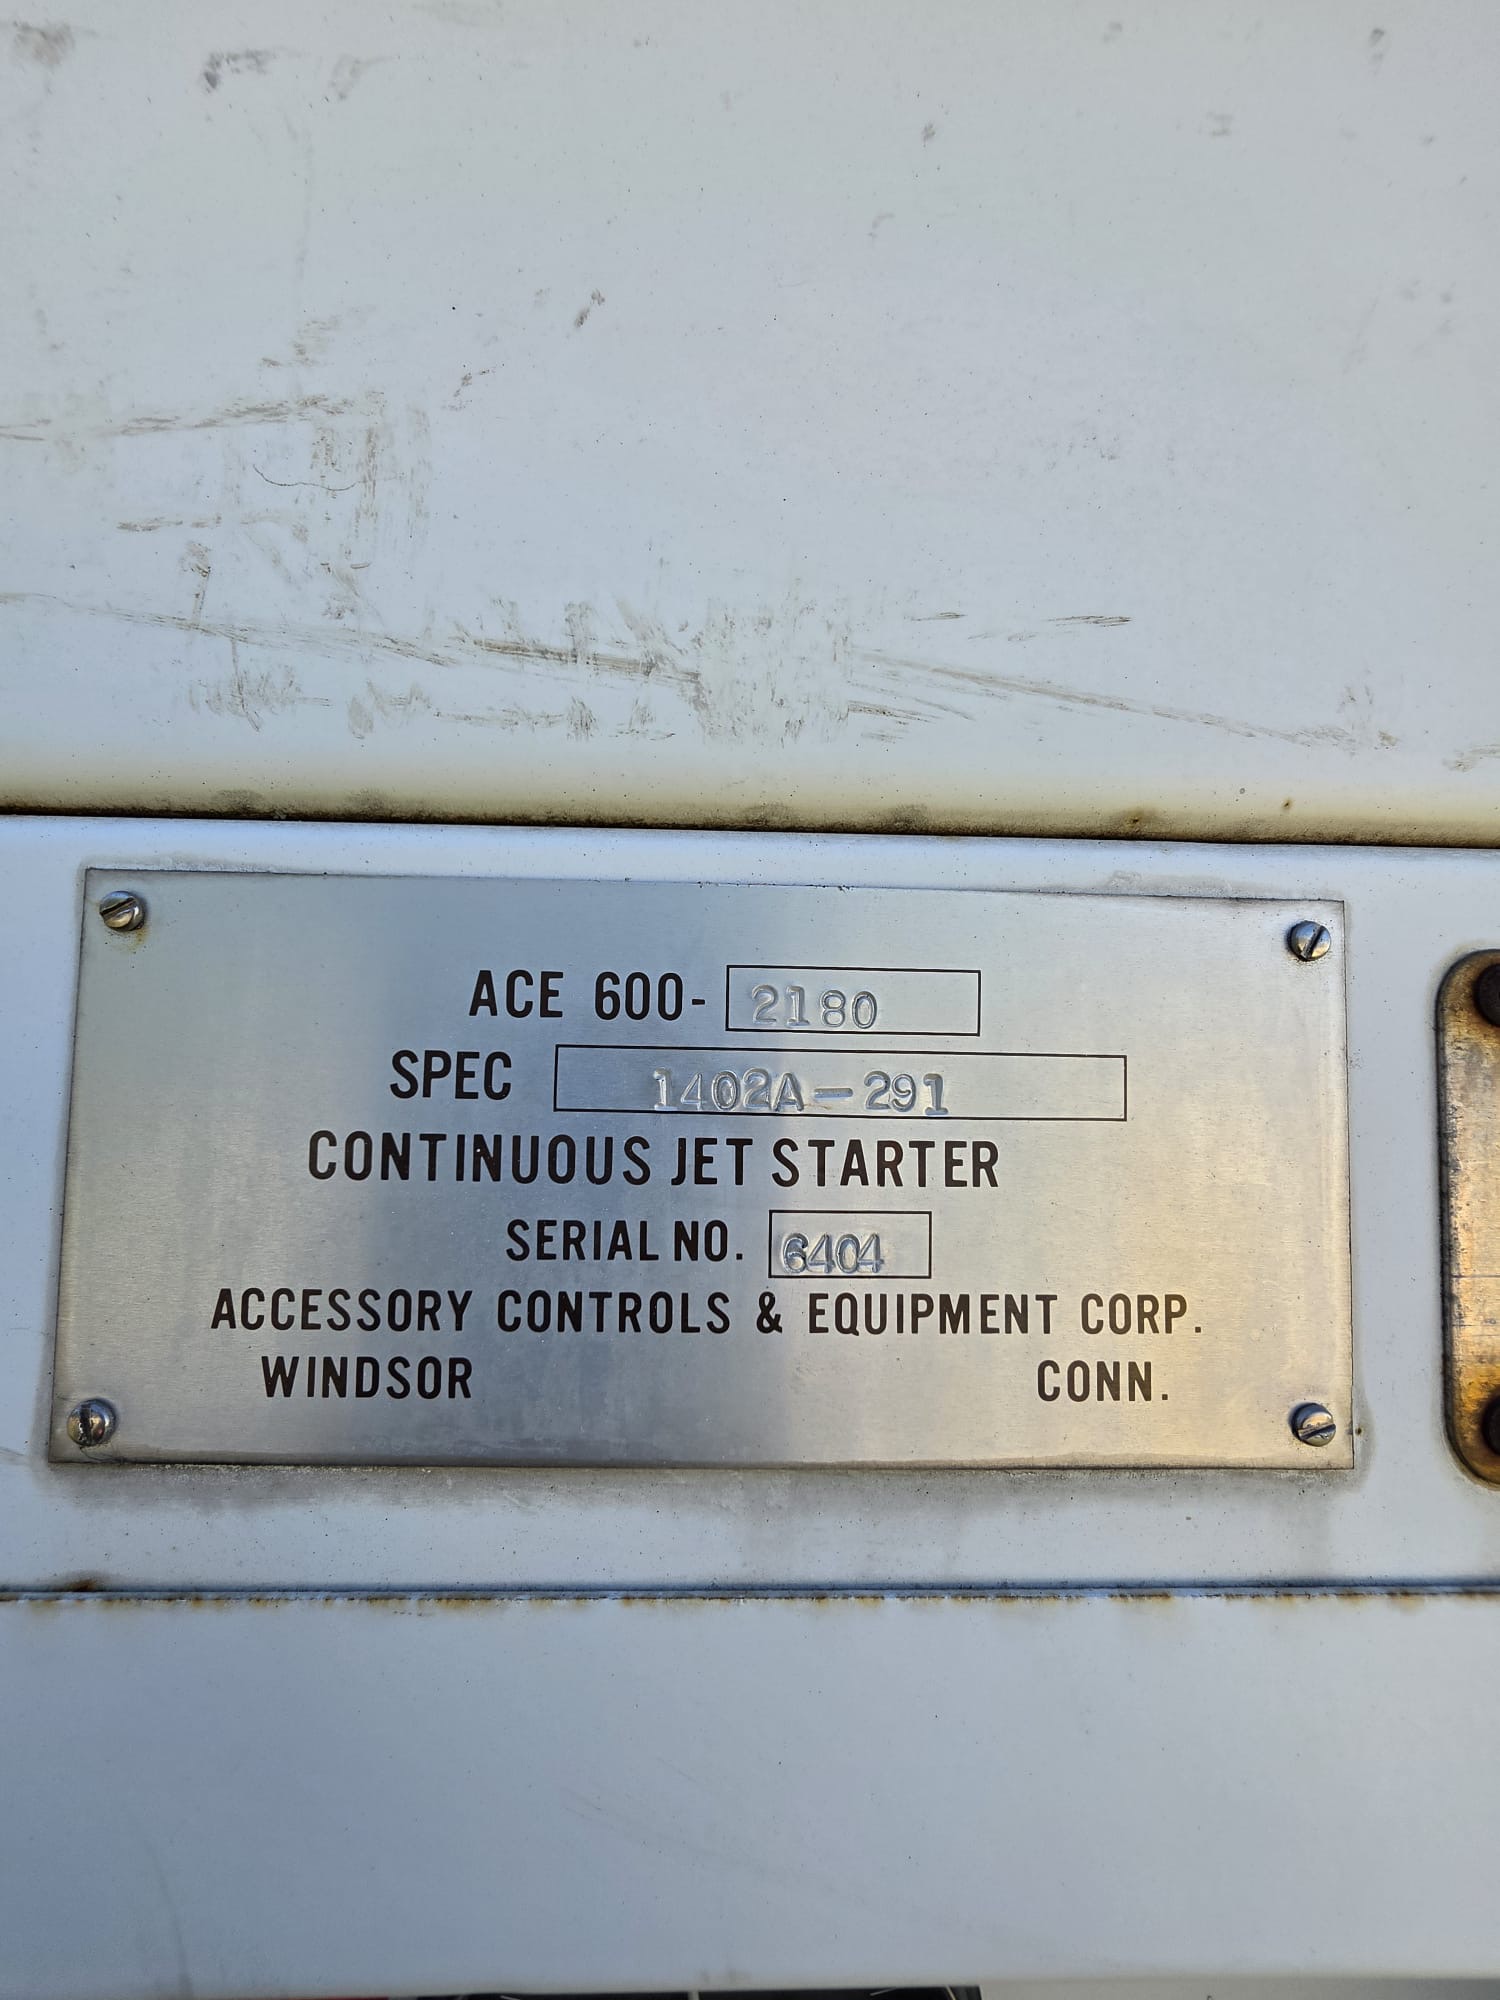 ACE 600- 2180
SPEC 1402A-291
CONTINUOUS JET STARTER
SERIAL NO. 6404
ACCESSORY CONTROLS & EQUIPMENT CORP.
WINDSOR CONN.